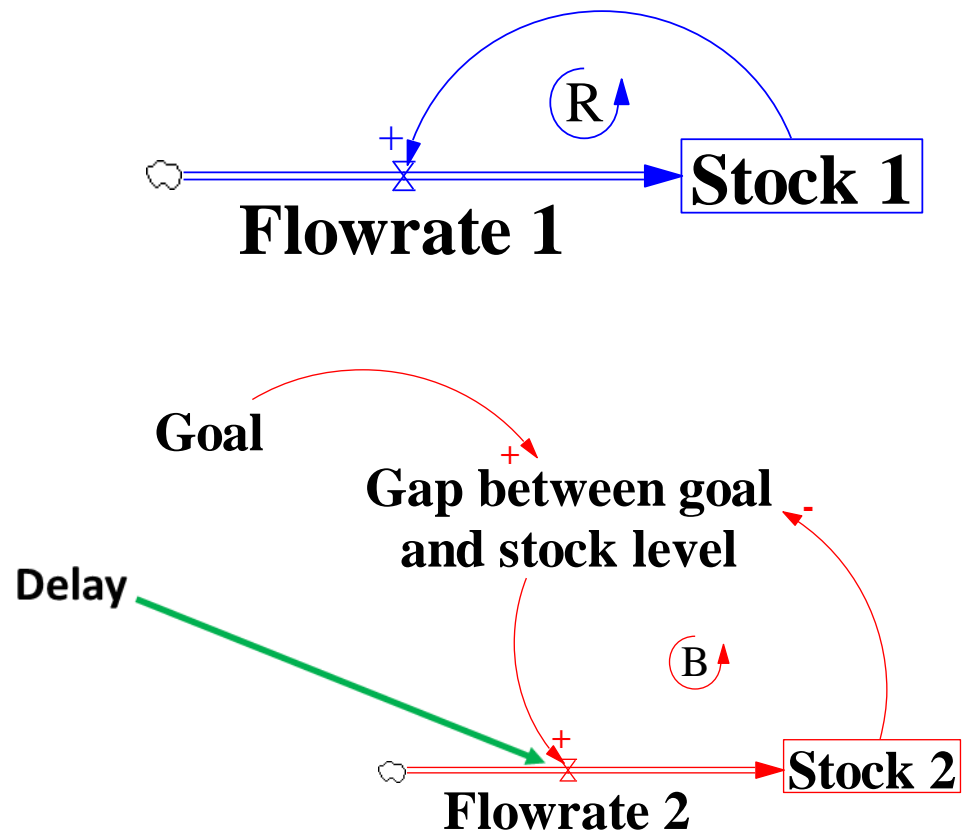 R
+
Stock 1
Flowrate 1
Goal
+
Gap between goal
and stock level
-
Delay
B
+
Stock 2
Flowrate 2